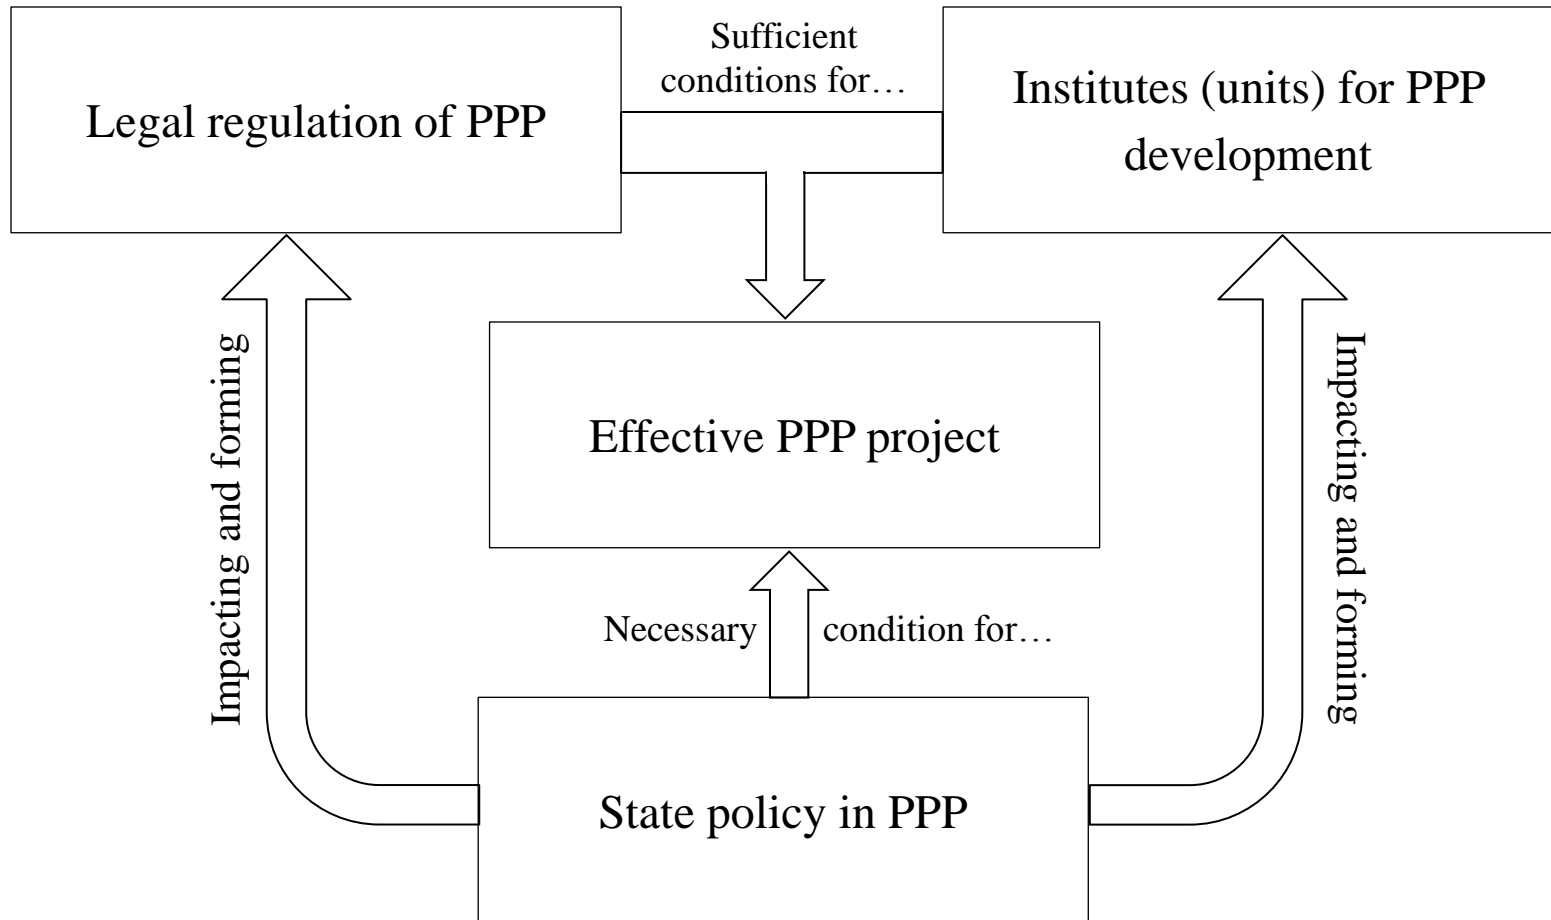 Sufficient
conditions for…
Legal regulation of PPP
Institutes (units) for PPP
development
Impacting and forming
Effective PPP project
Impacting and forming
Necessary condition for…
State policy in PPP